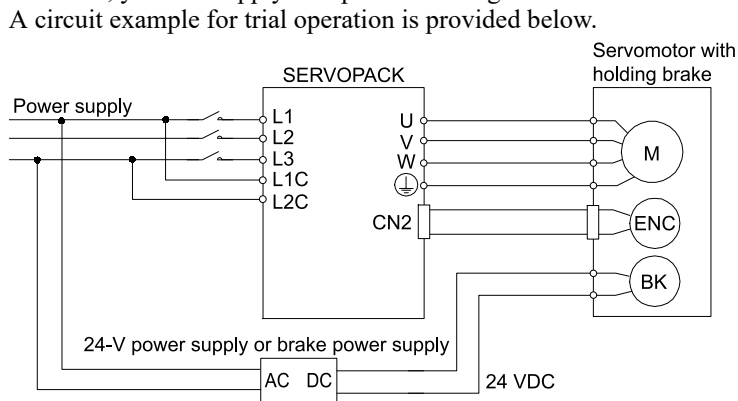 A circuit example for trial operation is provided below.
Servomotor with
holding brake
SERVOPACK
Power supply
L1
L2
L3
L1C
L2C
U
V
W
CN2
M
ENC
BK
24-V power supply or brake power supply
AC DC
24 VDC